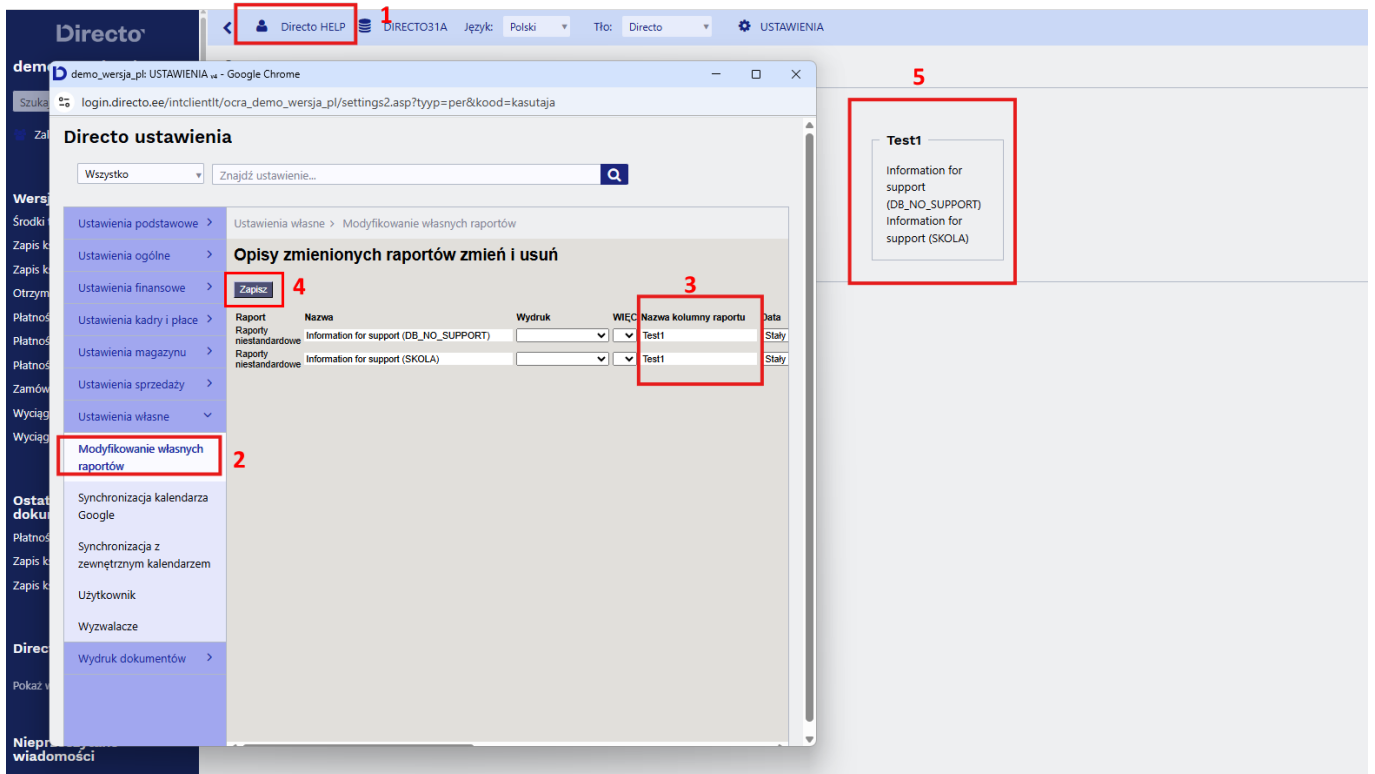 1
Directo HELP DIRECTO31A Język: Polski Tło: Directo USTAWIENIA
Directo
demo_wersja_pl: USTAWIENIA v4 - Google Chrome
login.directo.ee/intclientlt/ocra_demo_wersja_pl/settings2.asp?tyyp=per&kood=kasutaja
Directo ustawienia
Wszystko Znajdź ustawienie...
Ustawienia podstawowe
Ustawienia ogólne
Ustawienia finansowe
Ustawienia kadry i płace
Ustawienia magazynu
Ustawienia sprzedaży
Ustawienia własne
Modyfikowanie własnych
raportów
2
Synchronizacja kalendarza
Google
Synchronizacja z
zewnętrznym kalendarzem
Użytkownik
Wyzwalacze
Wydruk dokumentów
Ustawienia własne > Modyfikowanie własnych raportów
Opisy zmienionych raportów zmień i usuń
Zapisz 4
3
Raport Nazwa Wydruk WIĘC Nazwa kolumny raportu Data
Raporty
niestandardowe Information for support (DB_NO_SUPPORT) Test1 Stały
Raporty
niestandardowe Information for support (SKOLA) Test1 Stały
5
Test1
Information for
support
(DB_NO_SUPPORT)
Information for
support (SKOLA)
dem
Szuka
Zal
Wersj
Środki
Zapis k
Zapis k
Otrzym
Płatnoś
Płatnoś
Płatnoś
Zamów
Wyciąg
Wyciąg
Ostat
doku
Płatnoś
Zapis k
Zapis k
Direc
Pokaż w
Niepr
wiadomości